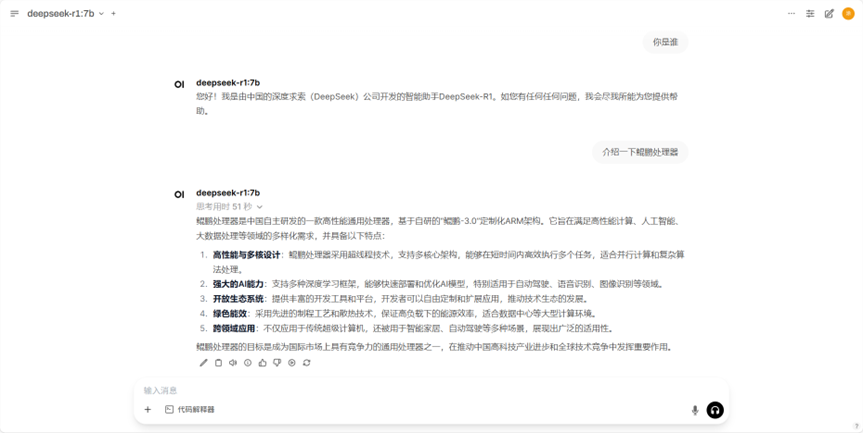 deepseek-r1:7b
你是谁
OI deepseek-r1:7b
您好！我是由中国的深度求索（DeepSeek）公司开发的智能助手DeepSeek-R1。如您有任何任何问题，我会尽我所能为您提供帮
助。
介绍一下鲲鹏处理器
OI deepseek-r1:7b
思考用时 51 秒
鲲鹏处理器是中国自主研发的一款高性能通用处理器，基于自研的"鲲鹏-3.0"定制化ARM架构。它旨在满足高性能计算、人工智能、
大数据处理等领域的多样化需求，并具备以下特点：
1. 高性能与多核设计：鲲鹏处理器采用超线程技术，支持多核心架构，能够在短时间内高效执行多个任务，适合并行计算和复杂算
法处理。
2. 强大的AI能力：支持多种深度学习框架，能够快速部署和优化AI模型，特别适用于自动驾驶、语音识别、图像识别等领域。
3. 开放生态系统：提供丰富的开发工具和平台，开发者可以自由定制和扩展应用，推动技术生态的发展。
4. 绿色能效：采用先进的制程工艺和散热技术，保证高负载下的能源效率，适合数据中心等大型计算环境。
5. 跨领域应用：不仅应用于传统超级计算机，还被用于智能家居、自动驾驶等多种场景，展现出广泛的适用性。
鲲鹏处理器的目标是成为国际市场上具有竞争力的通用处理器之一，在推动中国高科技产业进步和全球技术竞争中发挥重要作用。
输入消息
代码解释器
?